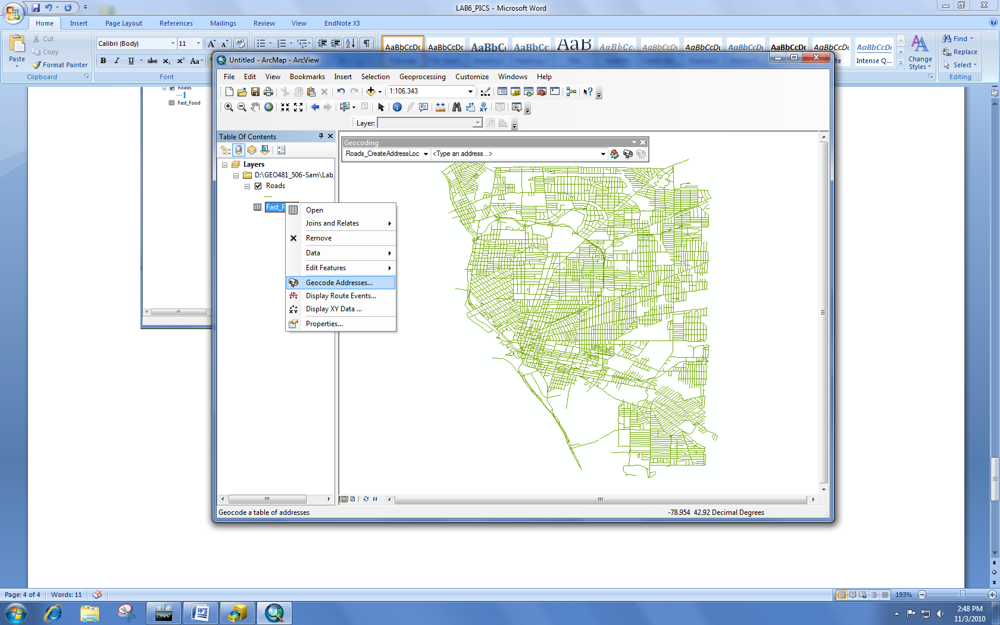 LAB6_PICS - Microsoft Word
Home Insert Page Layout References Mailings Review View EndNote X3
Paste
Cut
Copy
Format Painter
Clipboard
Calibri (Body) 11
Font
AaBbCcDc AaBbCcDc AaBbC AaBbCc AaB AaBbCcL AaBbCcDc AaBbCcDc AaBbCcDc AaBbCcDc AaBbCcDc AaBbCcDc
Intense Q...
Change Styles
Find
Replace
Select
Editing
Roads
Fast_Food
Untitled - ArcMap - ArcView
File Edit View Bookmarks Insert Selection Geoprocessing Customize Windows Help
1:106,343
Layer:
Table Of Contents
Layers
D:\GEO481_506-Sam\Lab_
Roads
Fast_F
Geocoding
Roads_CreateAddressLoc <Type an address...>
Open
Joins and Relates
Remove
Data
Edit Features
Geocode Addresses...
Display Route Events...
Display XY Data ...
Properties...
Geocode a table of addresses
-78.954 42.92 Decimal Degrees
Page: 4 of 4 Words: 11
193%
2:48 PM
11/3/2010